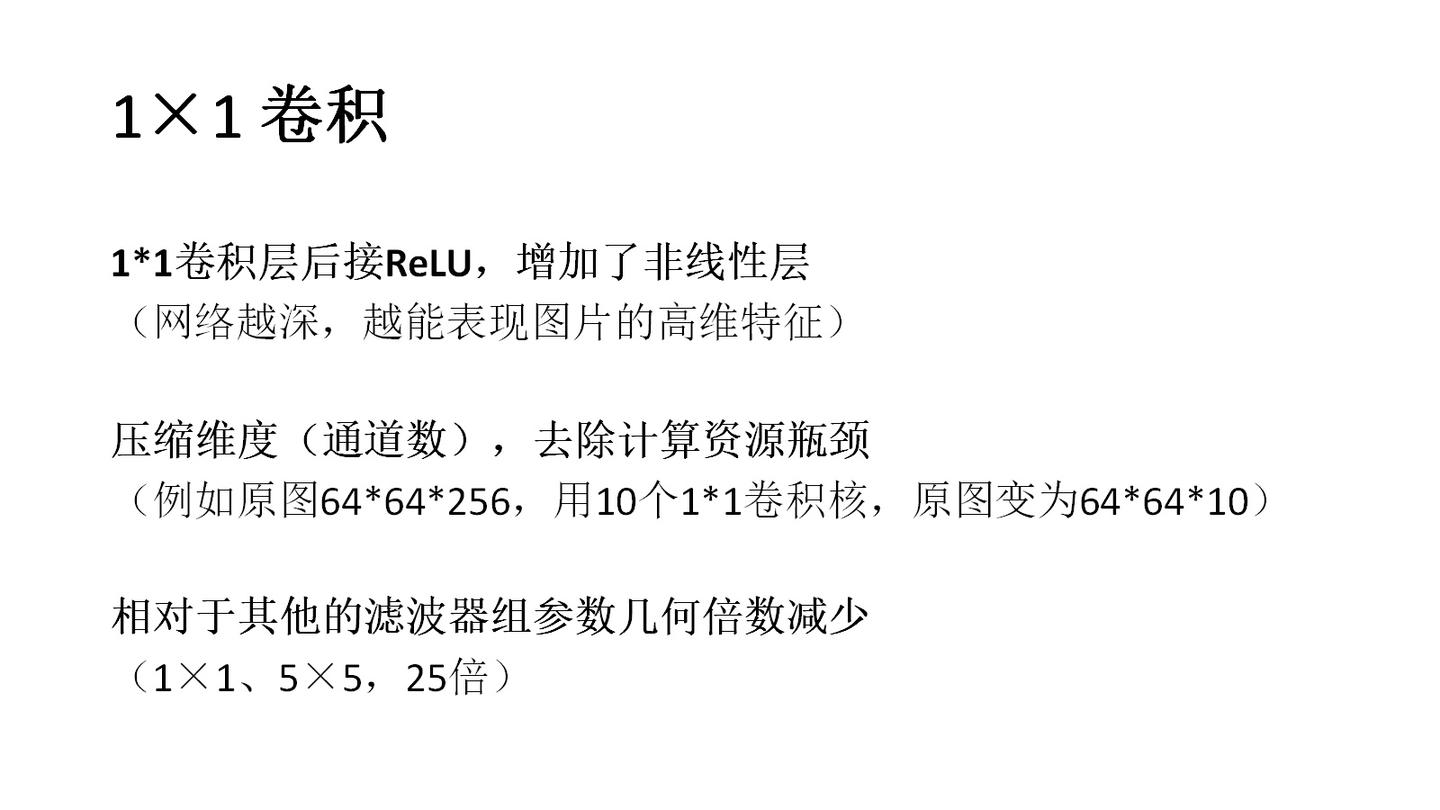 1×1 卷积
1*1卷积层后接ReLU，增加了非线性层
（网络越深，越能表现图片的高维特征）
压缩维度（通道数），去除计算资源瓶颈
（例如原图64*64*256，用10个1*1卷积核，原图变为64*64*10）
相对于其他的滤波器组参数几何倍数减少
（1×1、5×5，25倍）